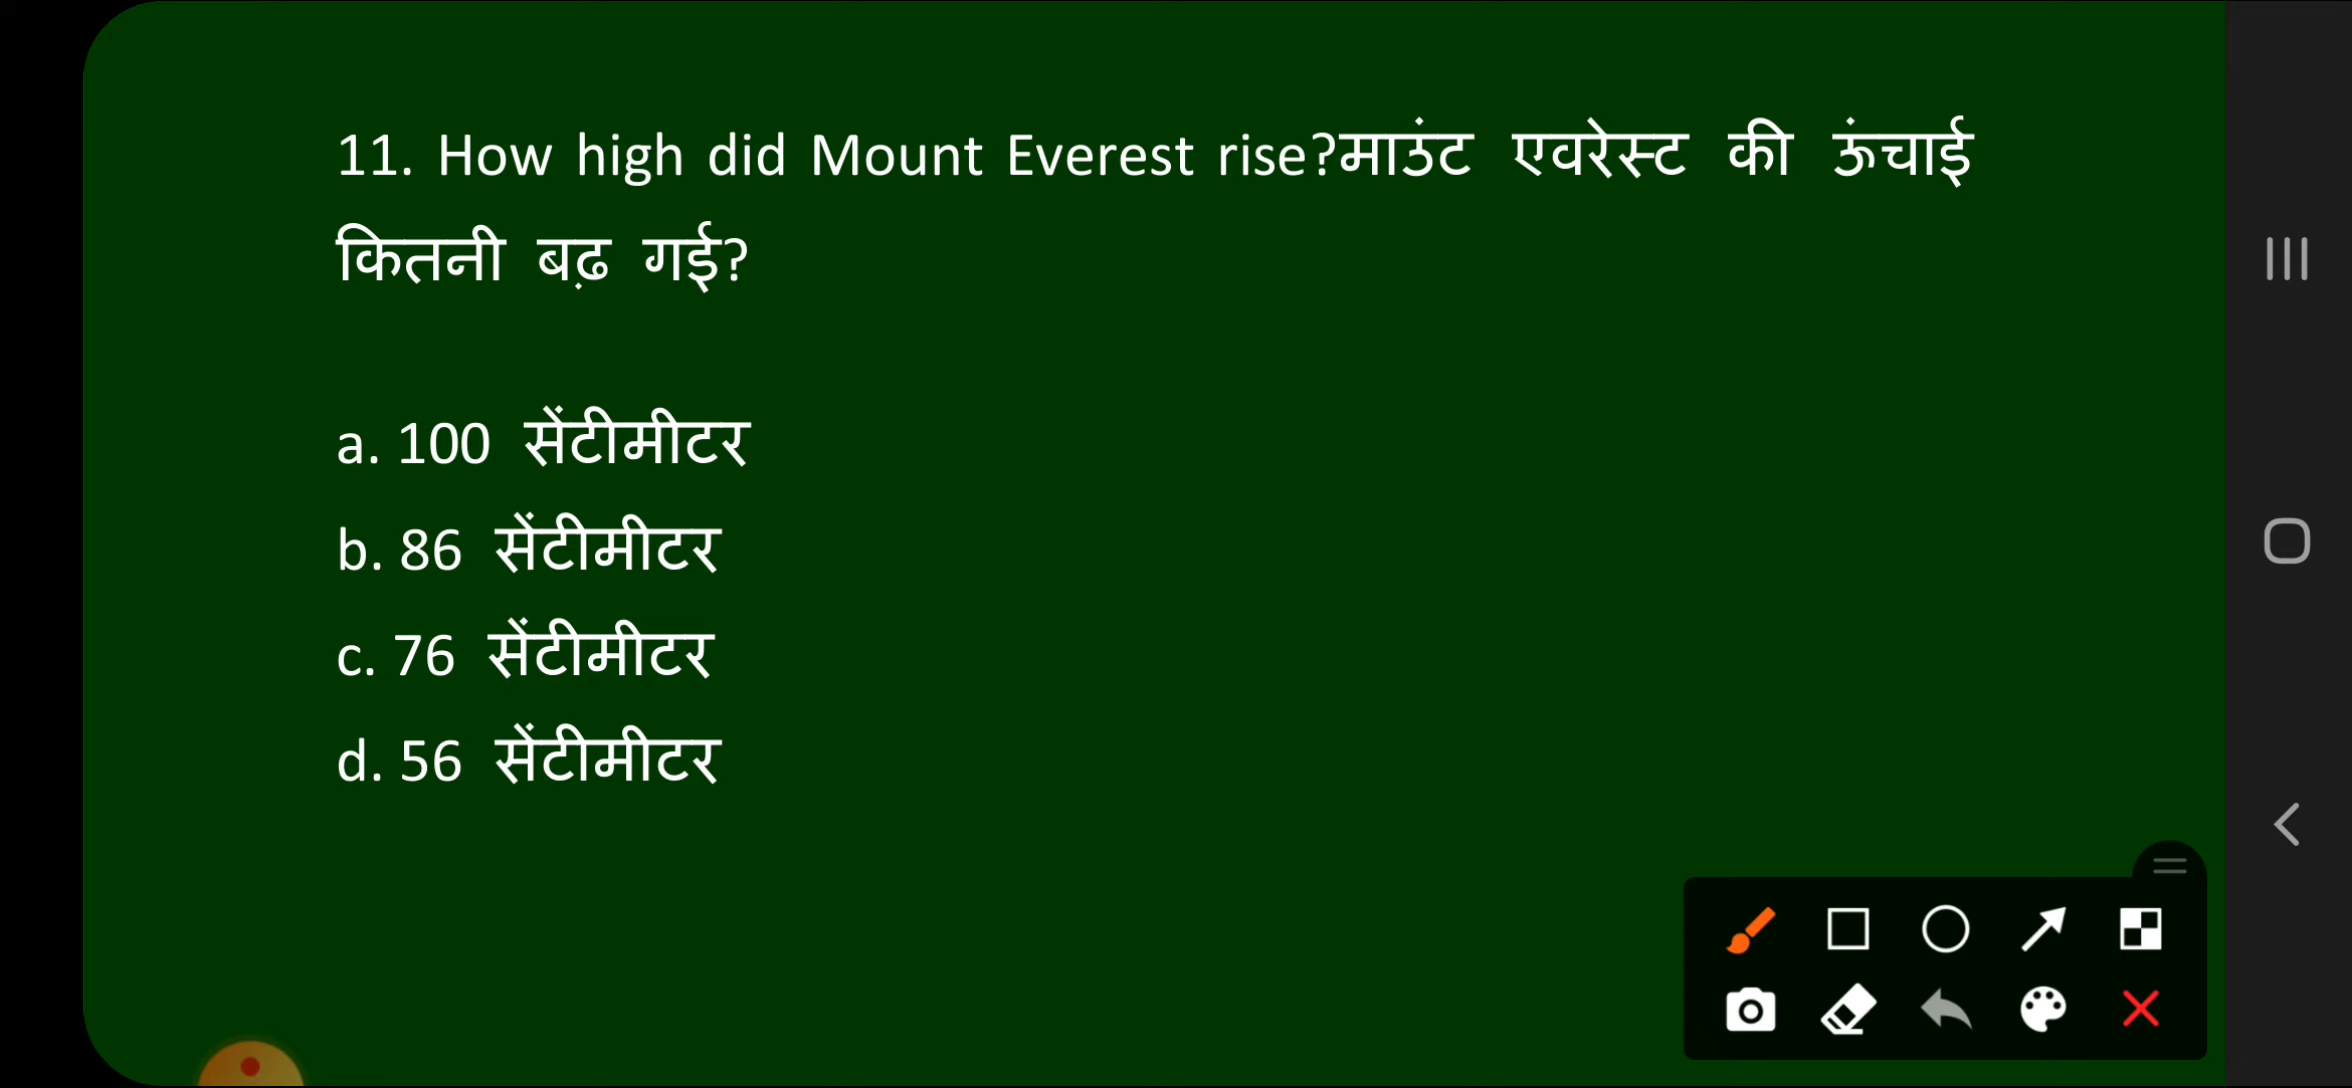 11. How high did Mount Everest rise?माउंट एवरेस्ट की ऊंचाई
कितनी बढ़ गई?
a. 100 सेंटीमीटर
b. 86 सेंटीमीटर
c. 76 सेंटीमीटर
d. 56 सेंटीमीटर